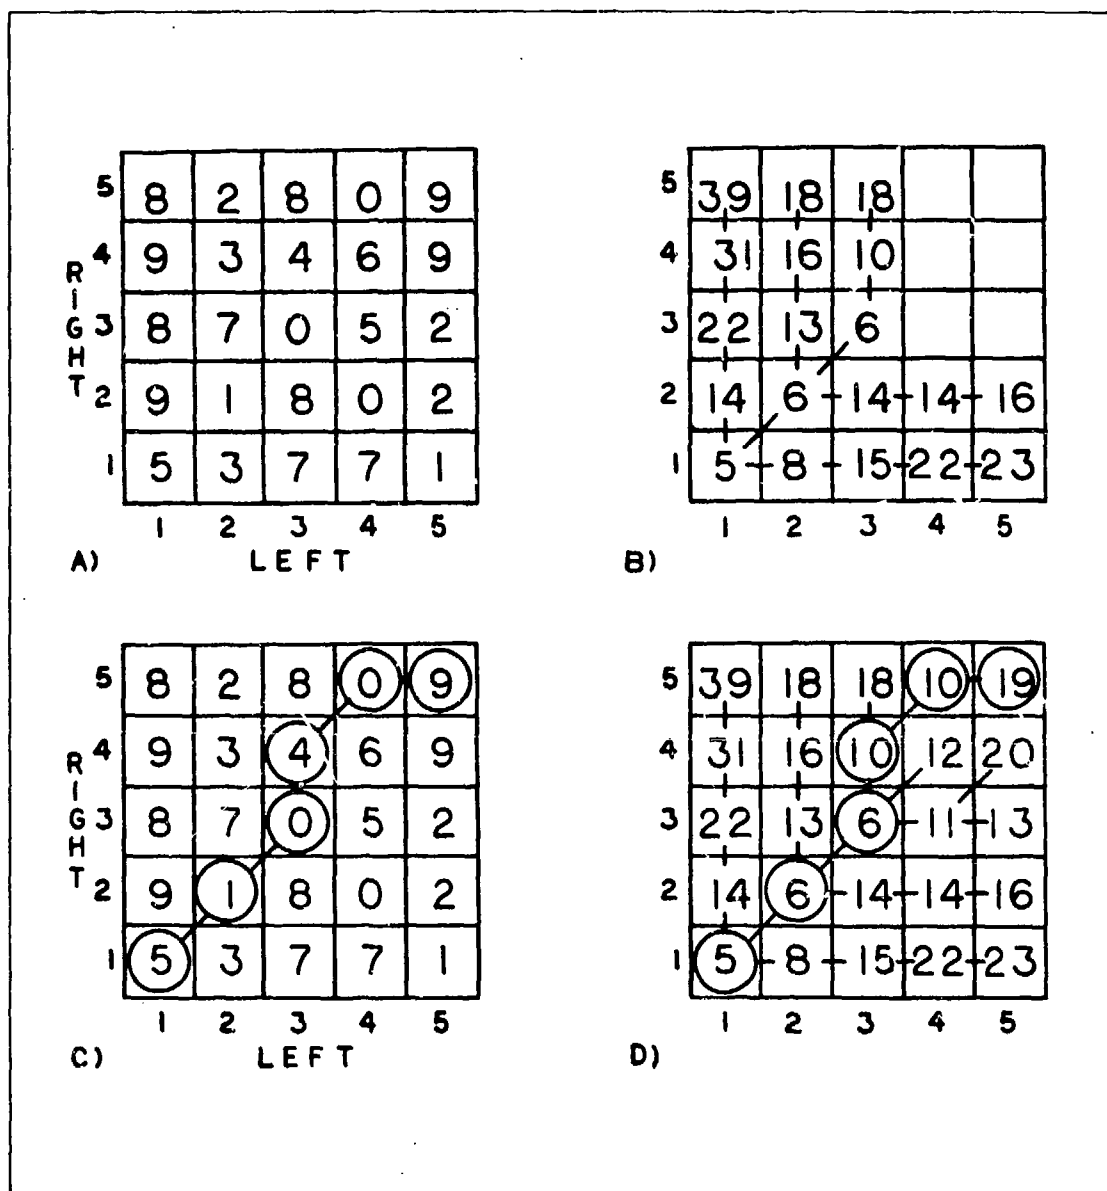 5 8 2 8 0 9
4 9 3 4 6 9
3 8 7 0 5 2
2 9 1 8 0 2
1 5 3 7 7 1
1 2 3 4 5
RIGHT
A) LEFT
5 39 18 18
4 31 16 10
3 22 13 6
2 14 6 14 14 16
1 5 8 15 22 23
1 2 3 4 5
B)
5 8 2 8 0 9
4 9 3 4 6 9
3 8 7 0 5 2
2 9 1 8 0 2
1 5 3 7 7 1
1 2 3 4 5
RIGHT
C) LEFT
5 39 18 18 10 19
4 31 16 10 12 20
3 22 13 6 11 13
2 14 6 14 14 16
1 5 8 15 22 23
1 2 3 4 5
D)